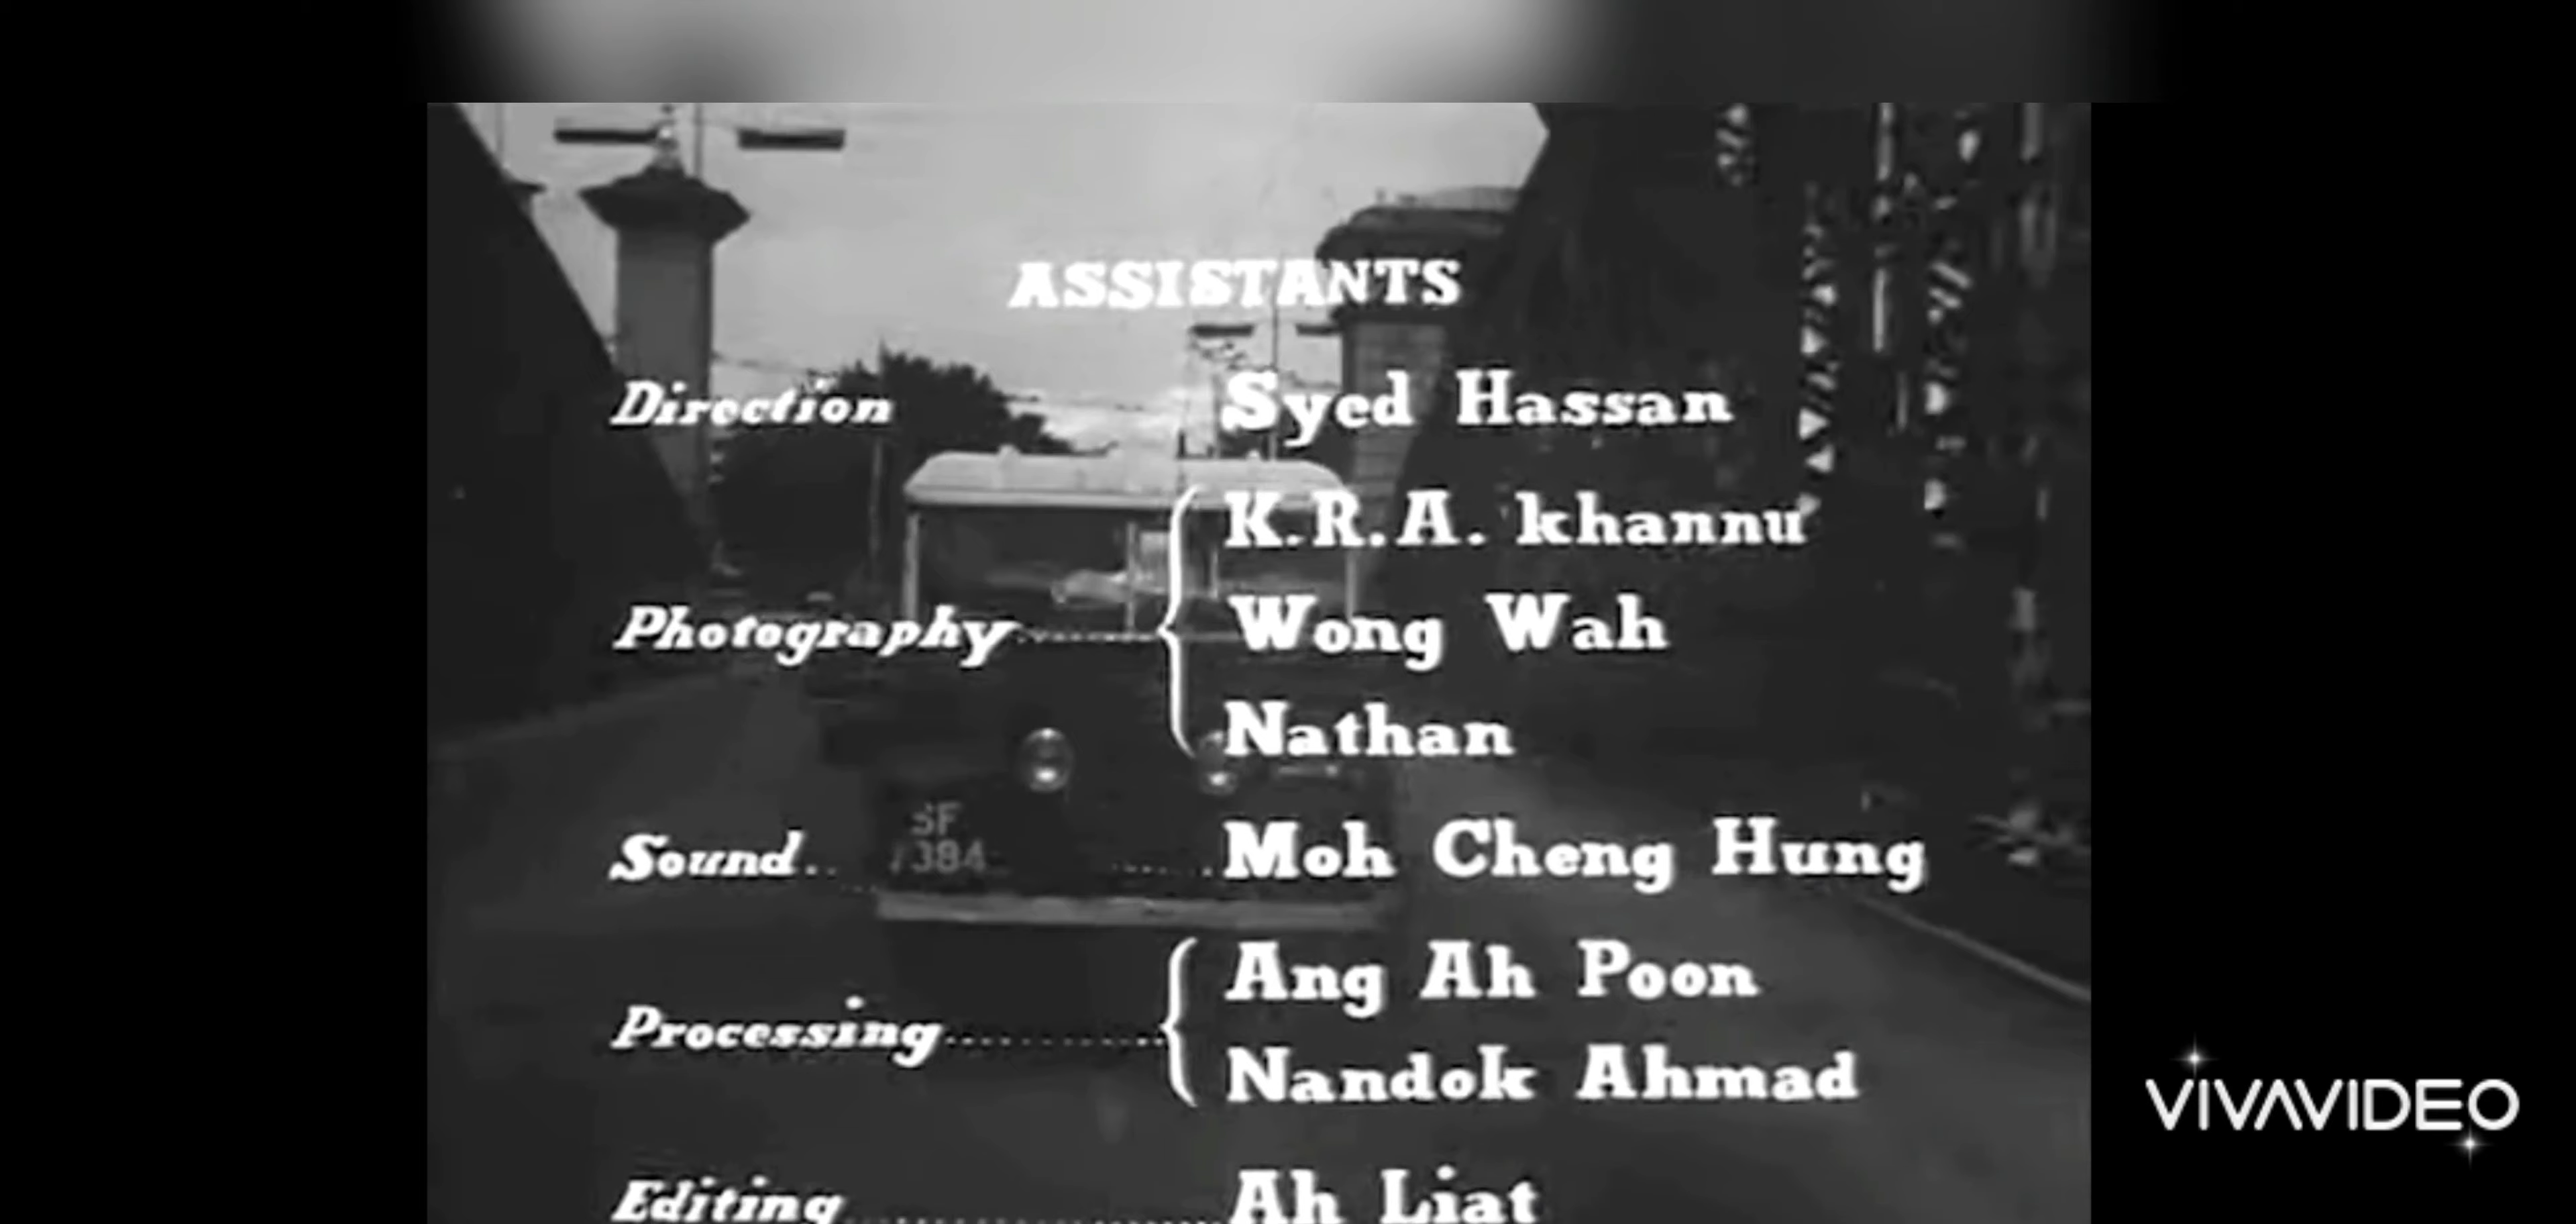 ASSISTANTS
Direction Syed Hassan
K.R.A. khannu
Photography Wong Wah
Nathan
Sound Moh Cheng Hung
SF
384
Ang Ah Poon
Processing
Nandok Ahmad
Editing Ah Liat
VIVAVIDEO